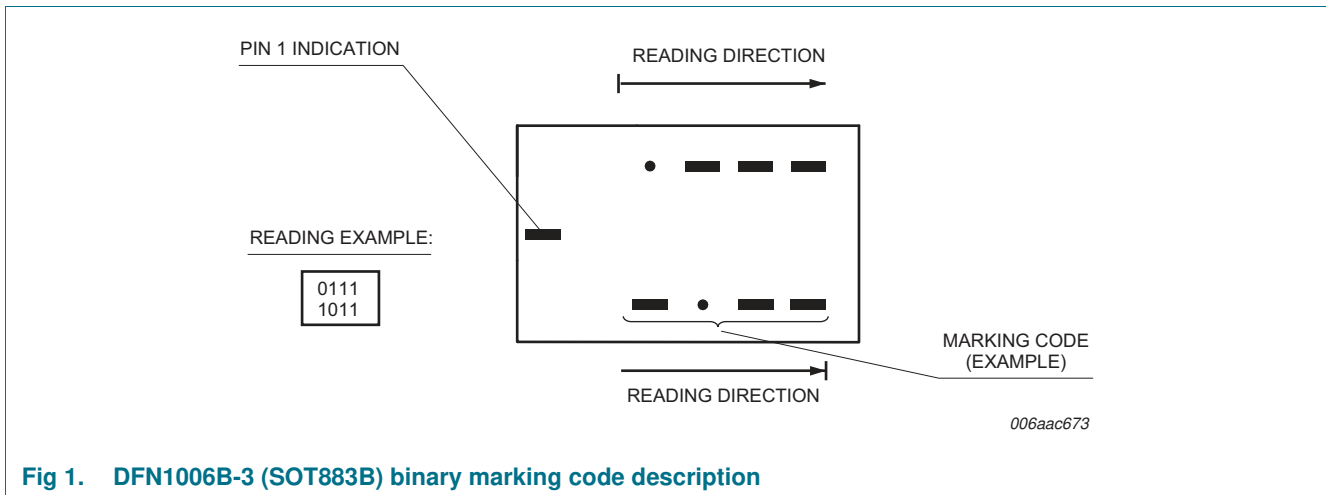 PIN 1 INDICATION
READING DIRECTION
READING EXAMPLE:
0111
1011
MARKING CODE
(EXAMPLE)
READING DIRECTION
006aac673
Fig 1. DFN1006B-3 (SOT883B) binary marking code description